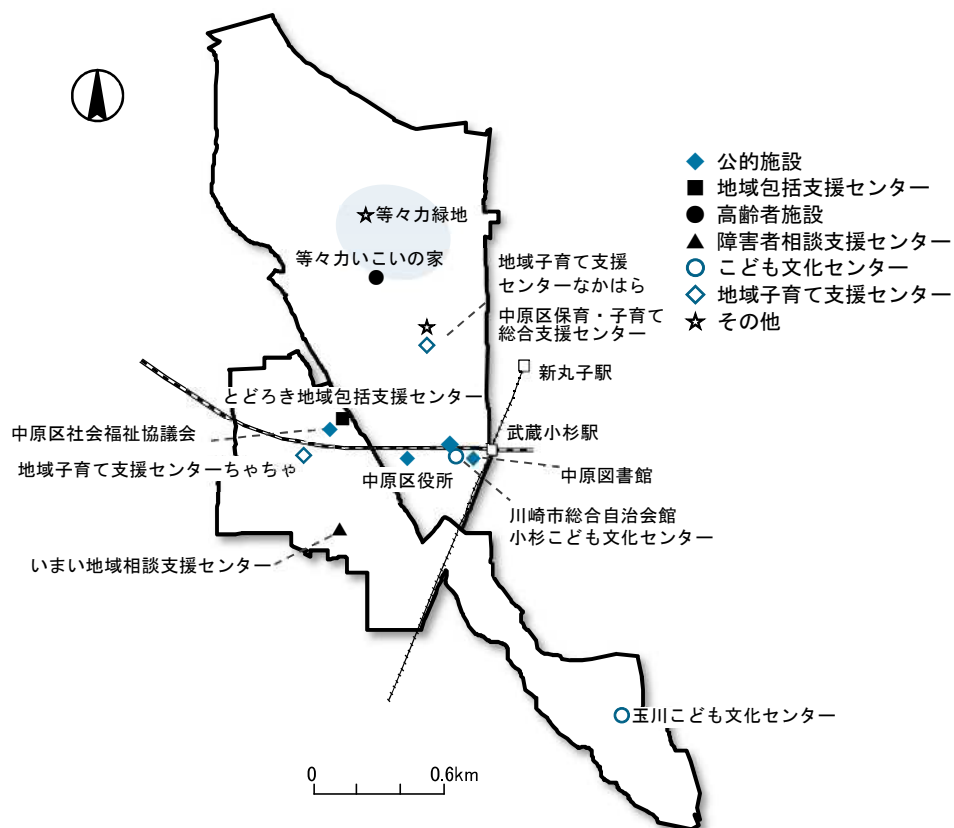 公的施設
地域包括支援センター
高齢者施設
障害者相談支援センター
こども文化センター
地域子育て支援センター
その他
等々力緑地
等々力いこいの家
地域子育て支援
センターなかはら
中原区保育・子育て
総合支援センター
新丸子駅
とどろき地域包括支援センター
中原区社会福祉協議会
武蔵小杉駅
地域子育て支援センターちゃちゃ
中原区役所
中原図書館
川崎市総合自治会館
小杉こども文化センター
いまい地域相談支援センター
玉川こども文化センター
0 0.6km